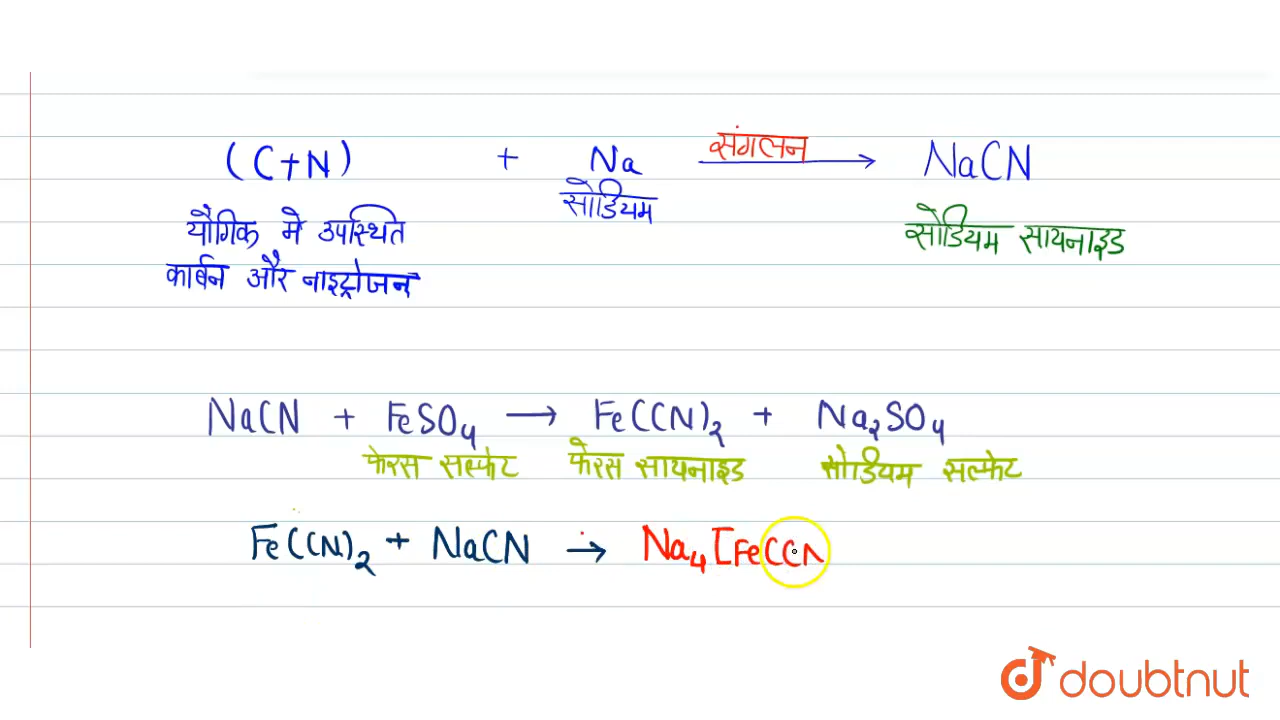 (C+N) + Na संगलन → NaCN
सोडियम
यौगिक मे उपस्थित सोडियम सायनाइड
कार्बन और नाइट्रोजन
NaCN + FeSO₄ → Fe(CN)₂ + Na₂SO₄
फेरस सल्फेट फेरस सायनाइड सोडियम सल्फेट
Fe(CN)₂ + NaCN → Na₄[Fe(CN
doubtnut